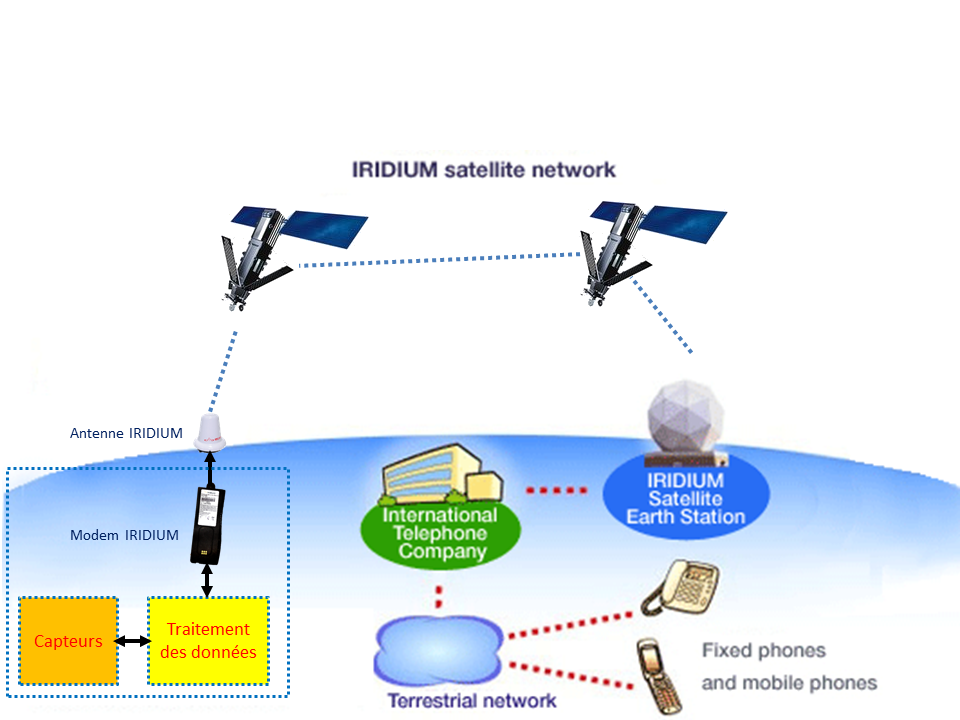 IRIDIUM satellite network
Antenne IRIDIUM
Modem IRIDIUM
Capteurs
Traitement
des données
International
Telephone
Company
IRIDIUM
Satellite
Earth Station
Terrestrial network
Fixed phones
and mobile phones